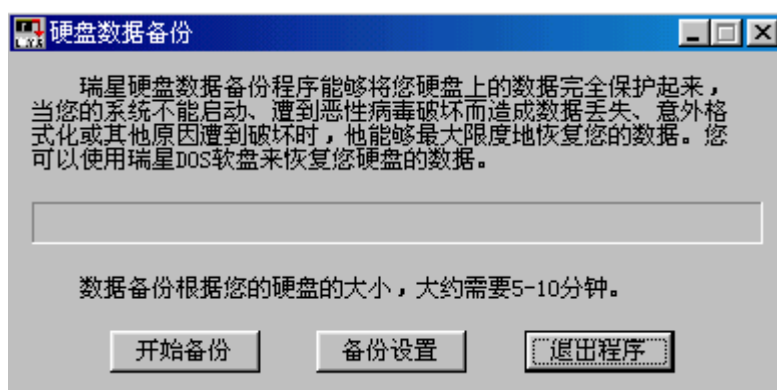 硬盘数据备份
瑞星硬盘数据备份程序能够将您硬盘上的数据完全保护起来，
当您的系统不能启动、遭到恶性病毒破坏而造成数据丢失、意外格
式化或其他原因遭到破坏时，他能够最大限度地恢复您的数据。您
可以使用瑞星DOS软盘来恢复您硬盘的数据。
数据备份根据您的硬盘的大小，大约需要5-10分钟。
开始备份
备份设置
退出程序